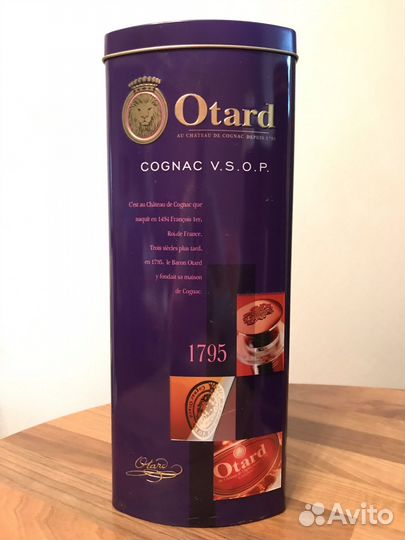 Otard
AU CHÂTEAU DE COGNAC DEPUIS 1795
COGNAC V.S.O.P.
C'est au Château de Cognac que
naquit en 1494 François 1er,
Roi de France.
Trois siècles plus tard,
en 1795, le Baron Otard
y fondait sa maison
de Cognac.
1795
Otard
Otard
Avito